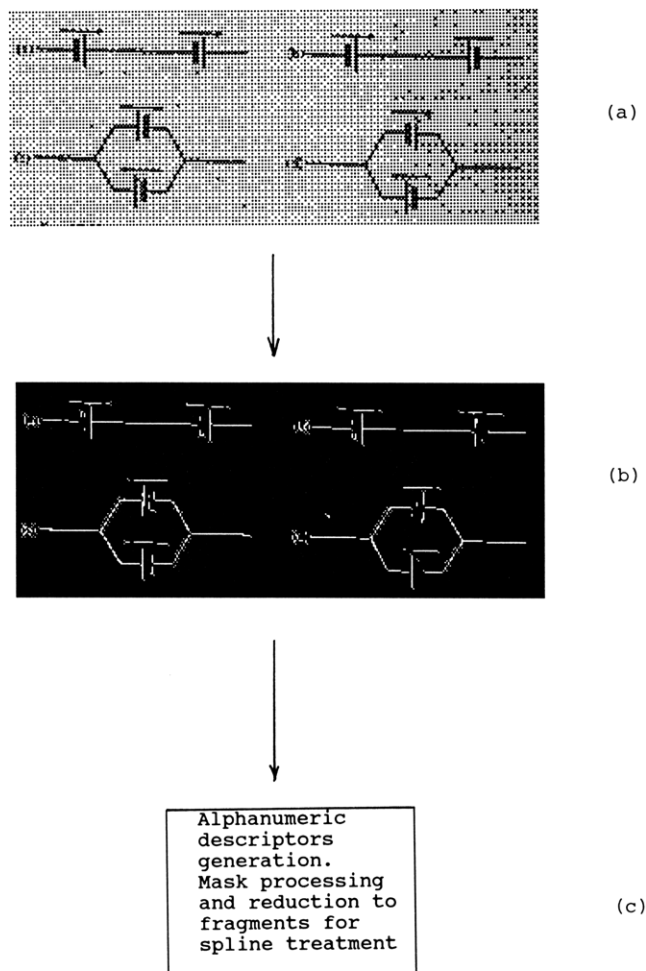 (a)
(b)
Alphanumeric
descriptors
generation.
Mask processing
and reduction to
fragments for
spline treatment
(c)